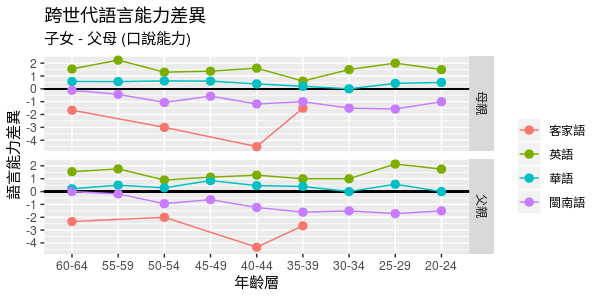 跨世代語言能力差異
子女 - 父母 (口說能力)
語言能力差異
2
1
0
-1
-2
-3
-4
母親
2
1
0
-1
-2
-3
-4
父親
60-64 55-59 50-54 45-49 40-44 35-39 30-34 25-29 20-24
年齡層
客家語
英語
華語
閩南語